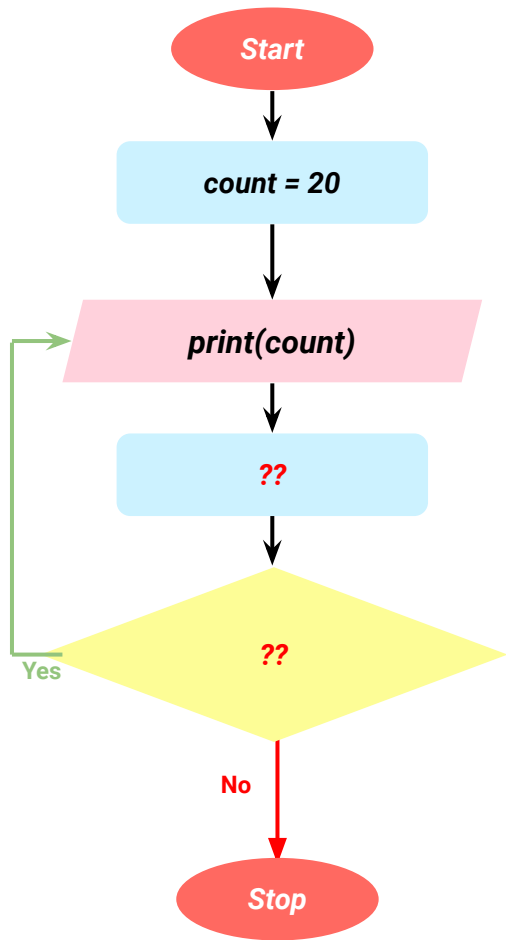 Start
count = 20
print(count)
??
??
Yes
No
Stop